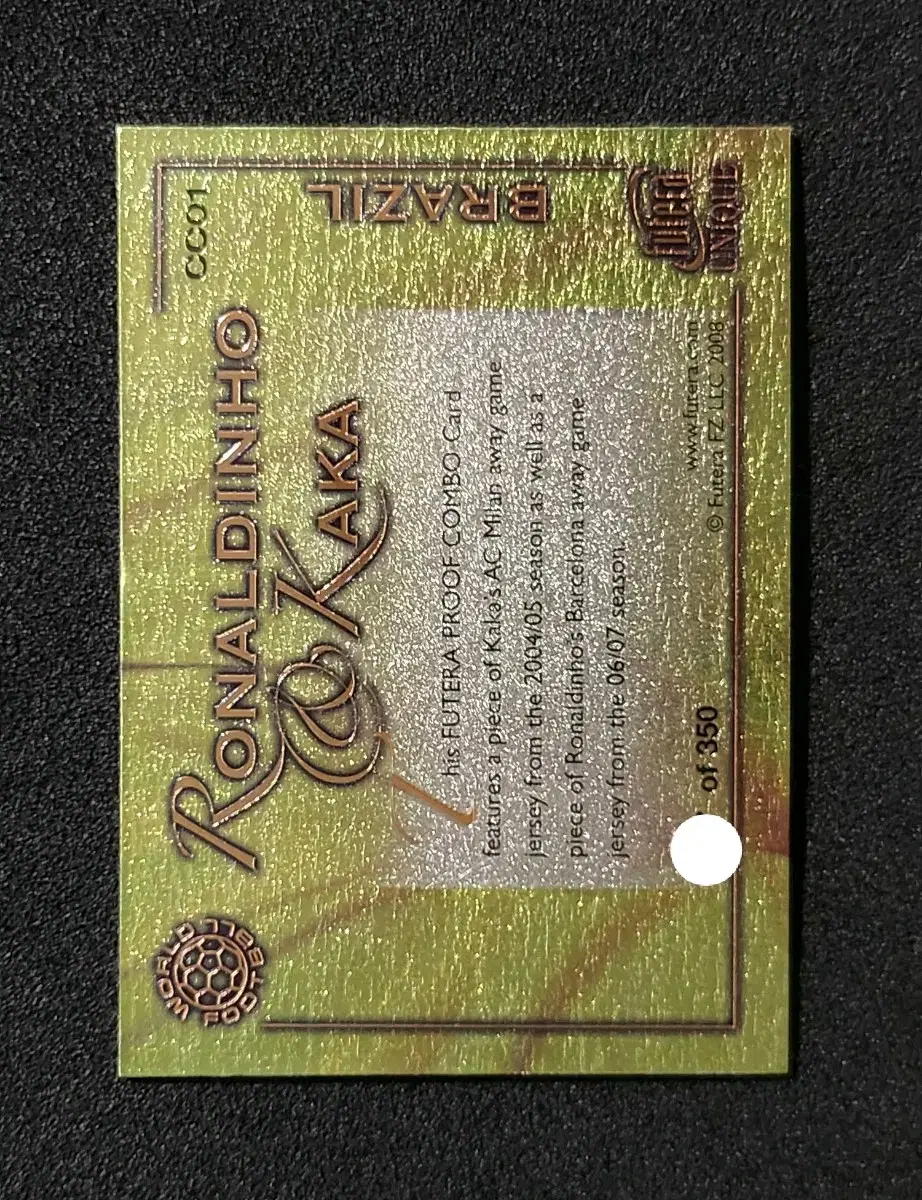 WORLD FOOTBALL
RONALDINHO
& KAKA
CC01
BRAZIL
This FUTERA PROOF COMBO Card
features a piece of Kaka's AC Milan away game
jersey from the 2004/05 season as well as a
piece of Ronaldinho's Barcelona away game
jersey from the 06/07 season.
of 350
www.futera.com
© Futera FZ LLC 2008
futera
UNIQUE